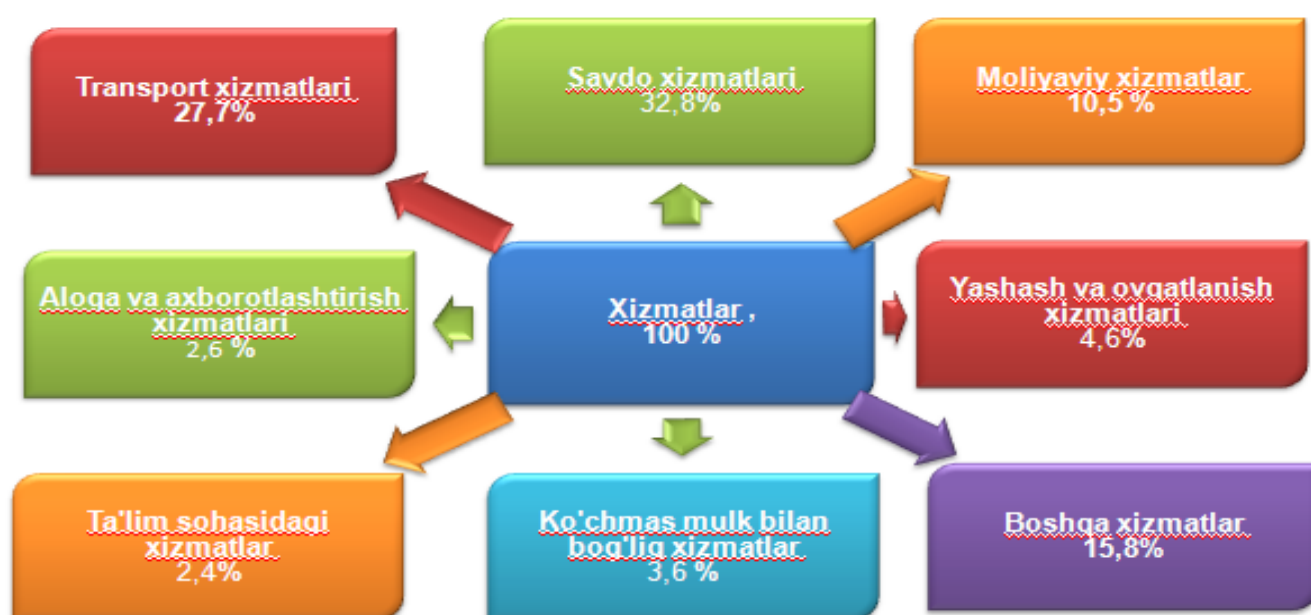 Transport xizmatlari
27,7%
Savdo xizmatlari
32,8%
Moliyaviy xizmatlar
10,5 %
Aloqa va axborotlashtirish
xizmatlari
2,6 %
Xizmatlar ,
100 %
Yashash va ovqatlanish
xizmatlari
4,6%
Ta'lim sohasidagi
xizmatlar
2,4%
Ko'chmas mulk bilan
bog'liq xizmatlar
3,6 %
Boshqa xizmatlar
15,8%